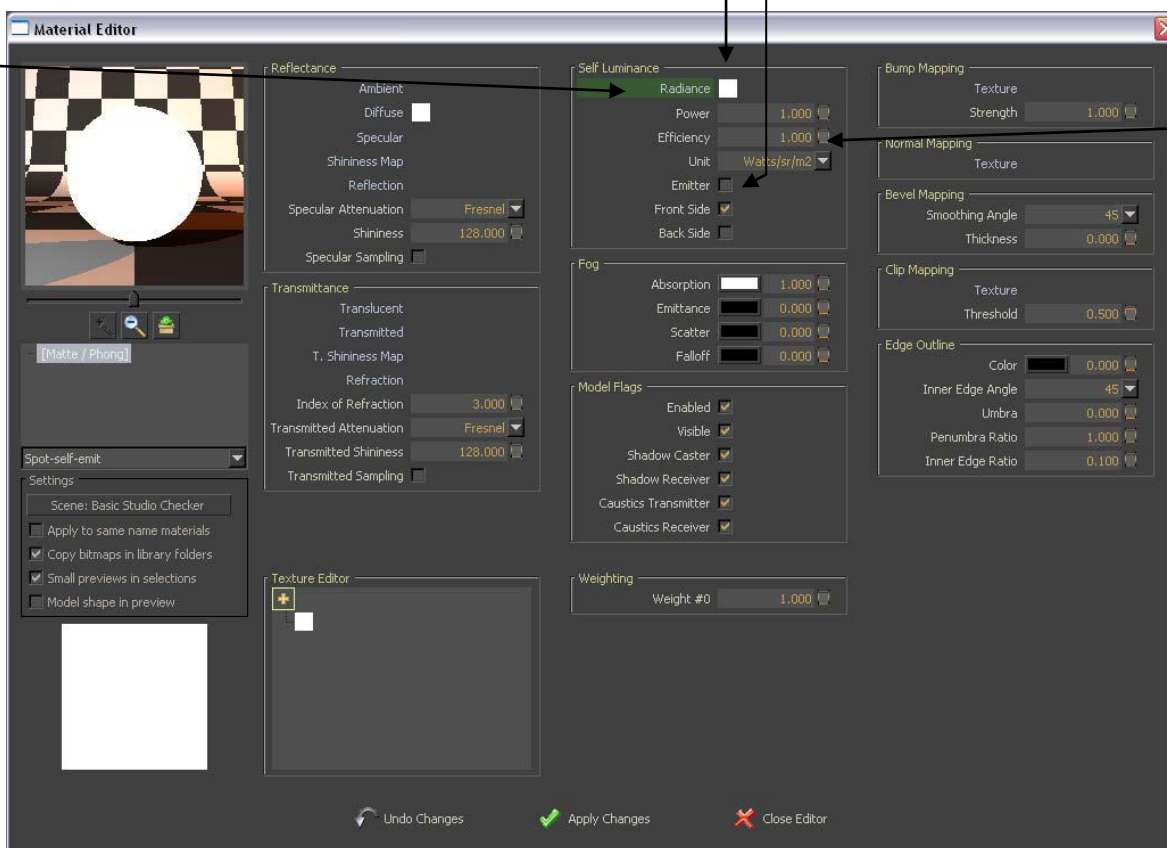 Material Editor
Reflectance
Ambient
Diffuse
Specular
Shininess Map
Reflection
Specular Attenuation Fresnel
Shininess 128.000
Specular Sampling
Transmittance
Translucent
Transmitted
T. Shininess Map
Refraction
Index of Refraction 3.000
Transmitted Attenuation Fresnel
Transmitted Shininess 128.000
Transmitted Sampling
Self Luminance
Radiance
Power 1.000
Efficiency 1.000
Unit Watts/sr/m2
Emitter
Front Side
Back Side
Fog
Absorption 1.000
Emittance 0.000
Scatter 0.000
Falloff 0.000
Model Flags
Enabled
Visible
Shadow Caster
Shadow Receiver
Caustics Transmitter
Caustics Receiver
Bump Mapping
Texture
Strength 1.000
Normal Mapping
Texture
Bevel Mapping
Smoothing Angle 45
Thickness 0.000
Clip Mapping
Texture
Threshold 0.500
Edge Outline
Color 0.000
Inner Edge Angle 45
Umbra 0.000
Penumbra Ratio 1.000
Inner Edge Ratio 0.100
[Matte / Phong]
Spot-self-emit
Settings
Scene: Basic Studio Checker
Apply to same name materials
Copy bitmaps in library folders
Small previews in selections
Model shape in preview
Texture Editor
Weighting
Weight #0 1.000
Undo Changes
Apply Changes
Close Editor